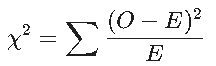 χ² = ∑ (O − E)² / E